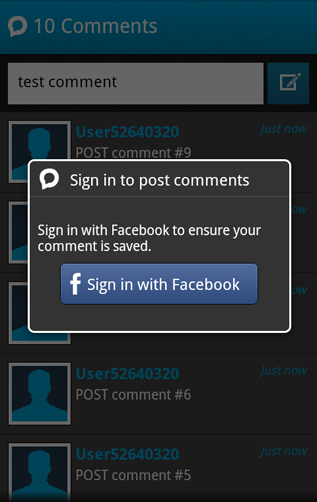 10 Comments
test comment
User52640320
Just now
POST comment #9
Sign in to post comments
now
Sign in with Facebook to ensure your
comment is saved.
now
f Sign in with Facebook
User52640320
Just now
POST comment #6
User52640320
Just now
POST comment #5